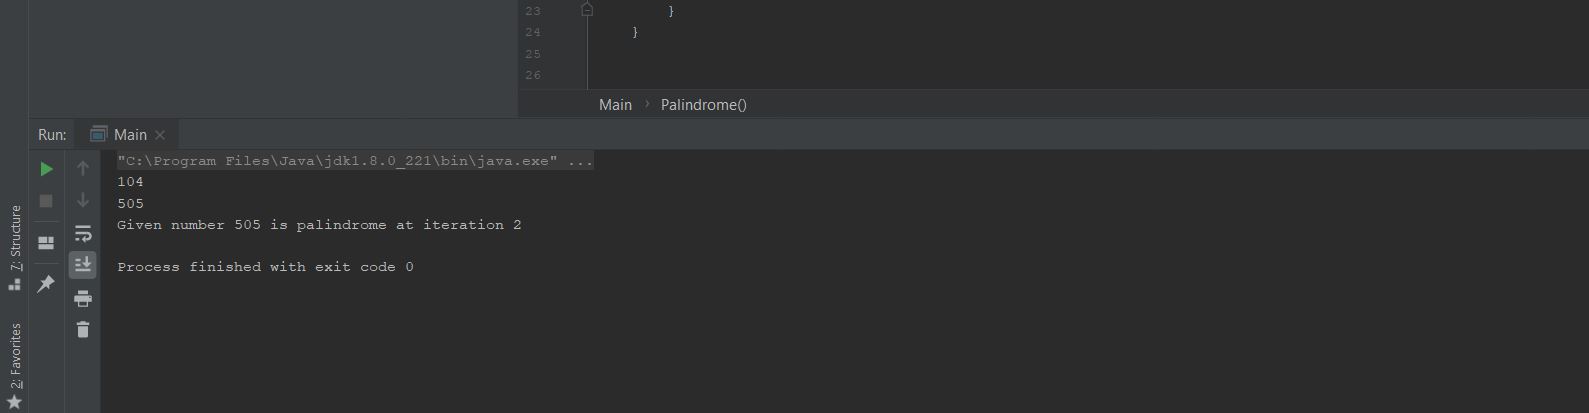 23 }
24 }
25
26
Main › Palindrome()
Run: Main ×
"C:\Program Files\Java\jdk1.8.0_221\bin\java.exe" ...
104
505
Given number 505 is palindrome at iteration 2
Process finished with exit code 0
7: Structure
2: Favorites